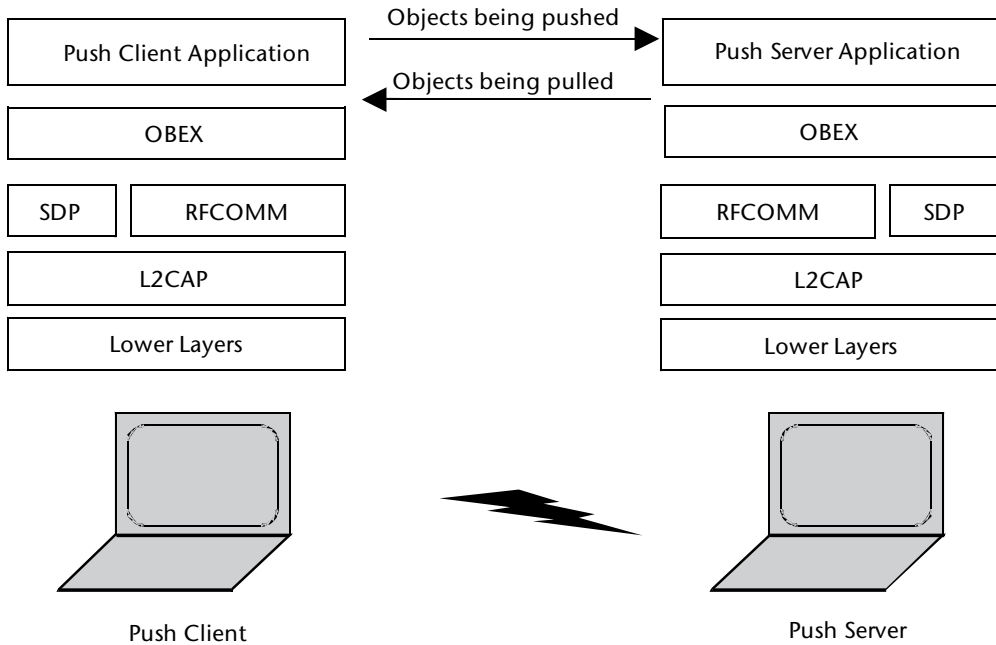 Objects being pushed
Push Client Application
Push Server Application
Objects being pulled
OBEX
OBEX
SDP
RFCOMM
RFCOMM
SDP
L2CAP
L2CAP
Lower Layers
Lower Layers
Push Client
Push Server